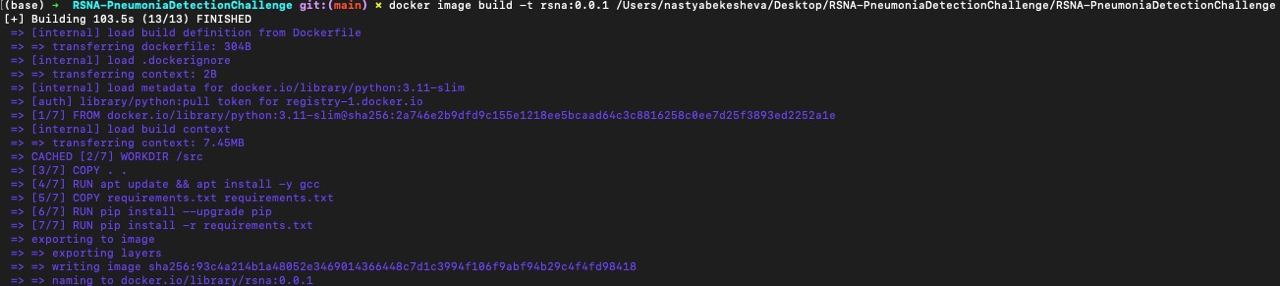 (base) → RSNA-PneumoniaDetectionChallenge git:(main) ✗ docker image build -t rsna:0.0.1 /Users/nastyabekesheva/Desktop/RSNA-PneumoniaDetectionChallenge/RSNA-PneumoniaDetectionChallenge
[+] Building 103.5s (13/13) FINISHED
=> [internal] load build definition from Dockerfile
=> => transferring dockerfile: 304B
=> [internal] load .dockerignore
=> => transferring context: 2B
=> [internal] load metadata for docker.io/library/python:3.11-slim
=> [auth] library/python:pull token for registry-1.docker.io
=> [1/7] FROM docker.io/library/python:3.11-slim@sha256:2a746e2b9dfd9c155e1218ee5bcaad64c3c8816258c0ee7d25f3893ed2252a1e
=> [internal] load build context
=> => transferring context: 7.45MB
=> CACHED [2/7] WORKDIR /src
=> [3/7] COPY . .
=> [4/7] RUN apt update && apt install -y gcc
=> [5/7] COPY requirements.txt requirements.txt
=> [6/7] RUN pip install --upgrade pip
=> [7/7] RUN pip install -r requirements.txt
=> exporting to image
=> => exporting layers
=> => writing image sha256:93c4a214b1a48052e3469014366448c7d1c3994f106f9abf94b29c4f4fd98418
=> => naming to docker.io/library/rsna:0.0.1